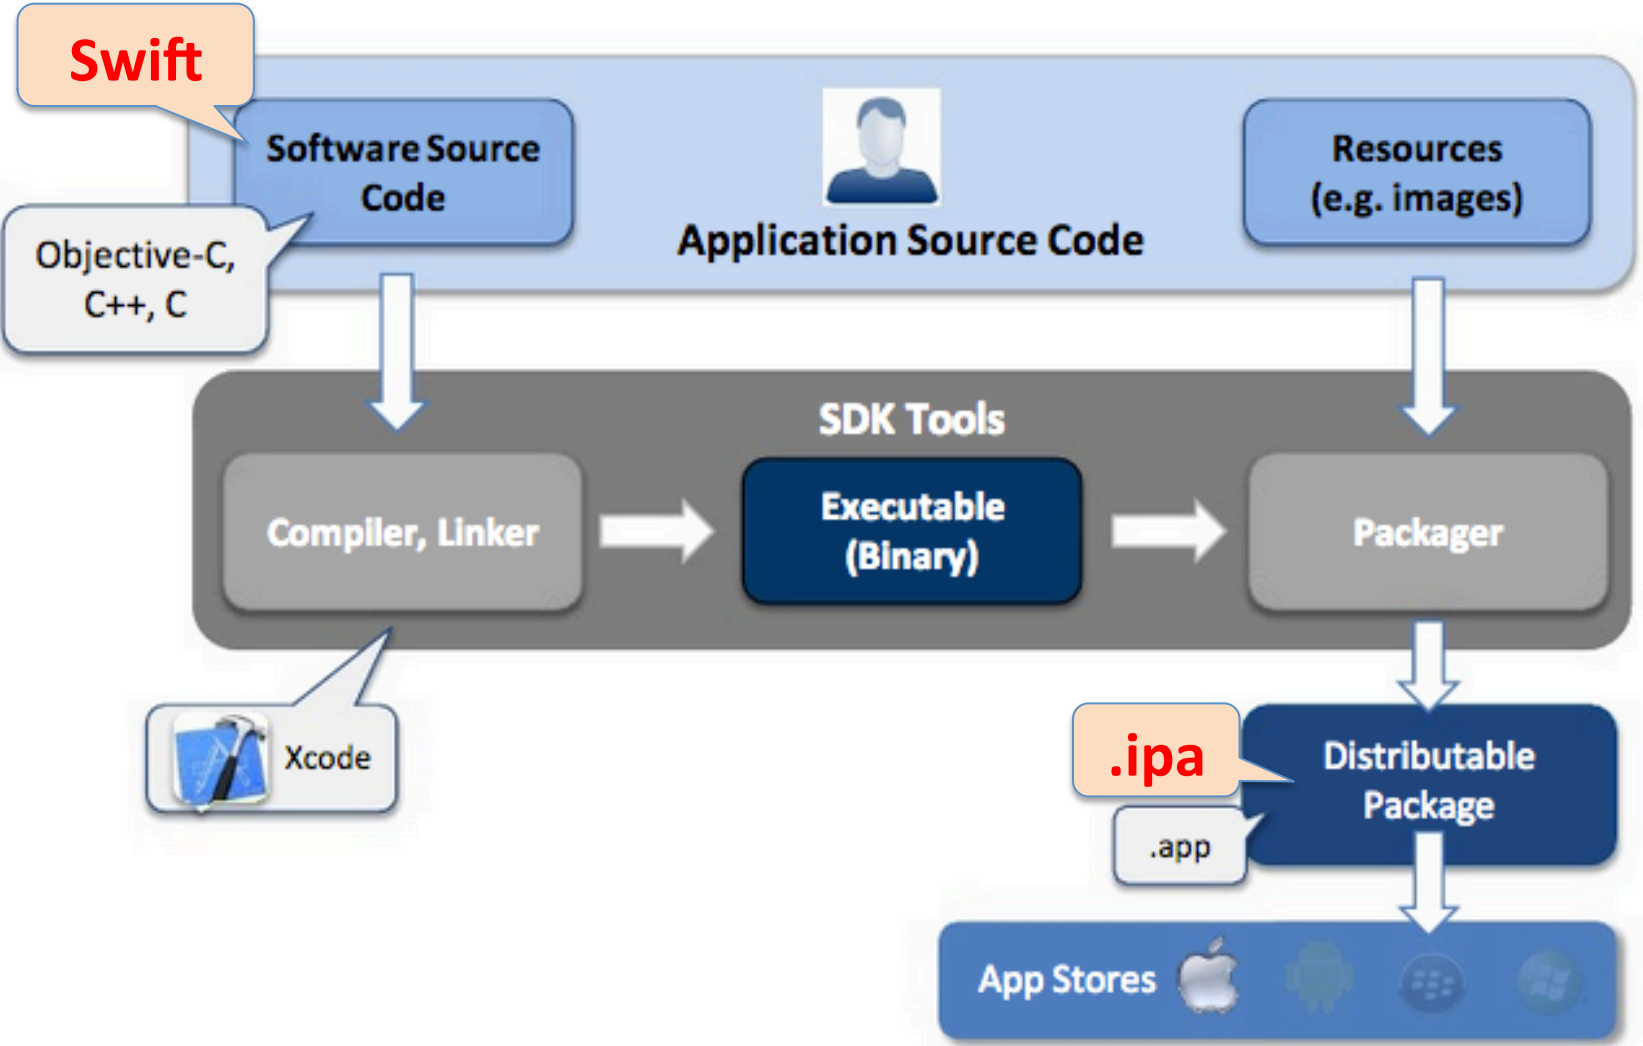 Swift
Software Source
Code
Objective-C,
C++, C
Application Source Code
Resources
(e.g. images)
SDK Tools
Compiler, Linker
Executable
(Binary)
Packager
Xcode
.ipa
.app
Distributable
Package
App Stores